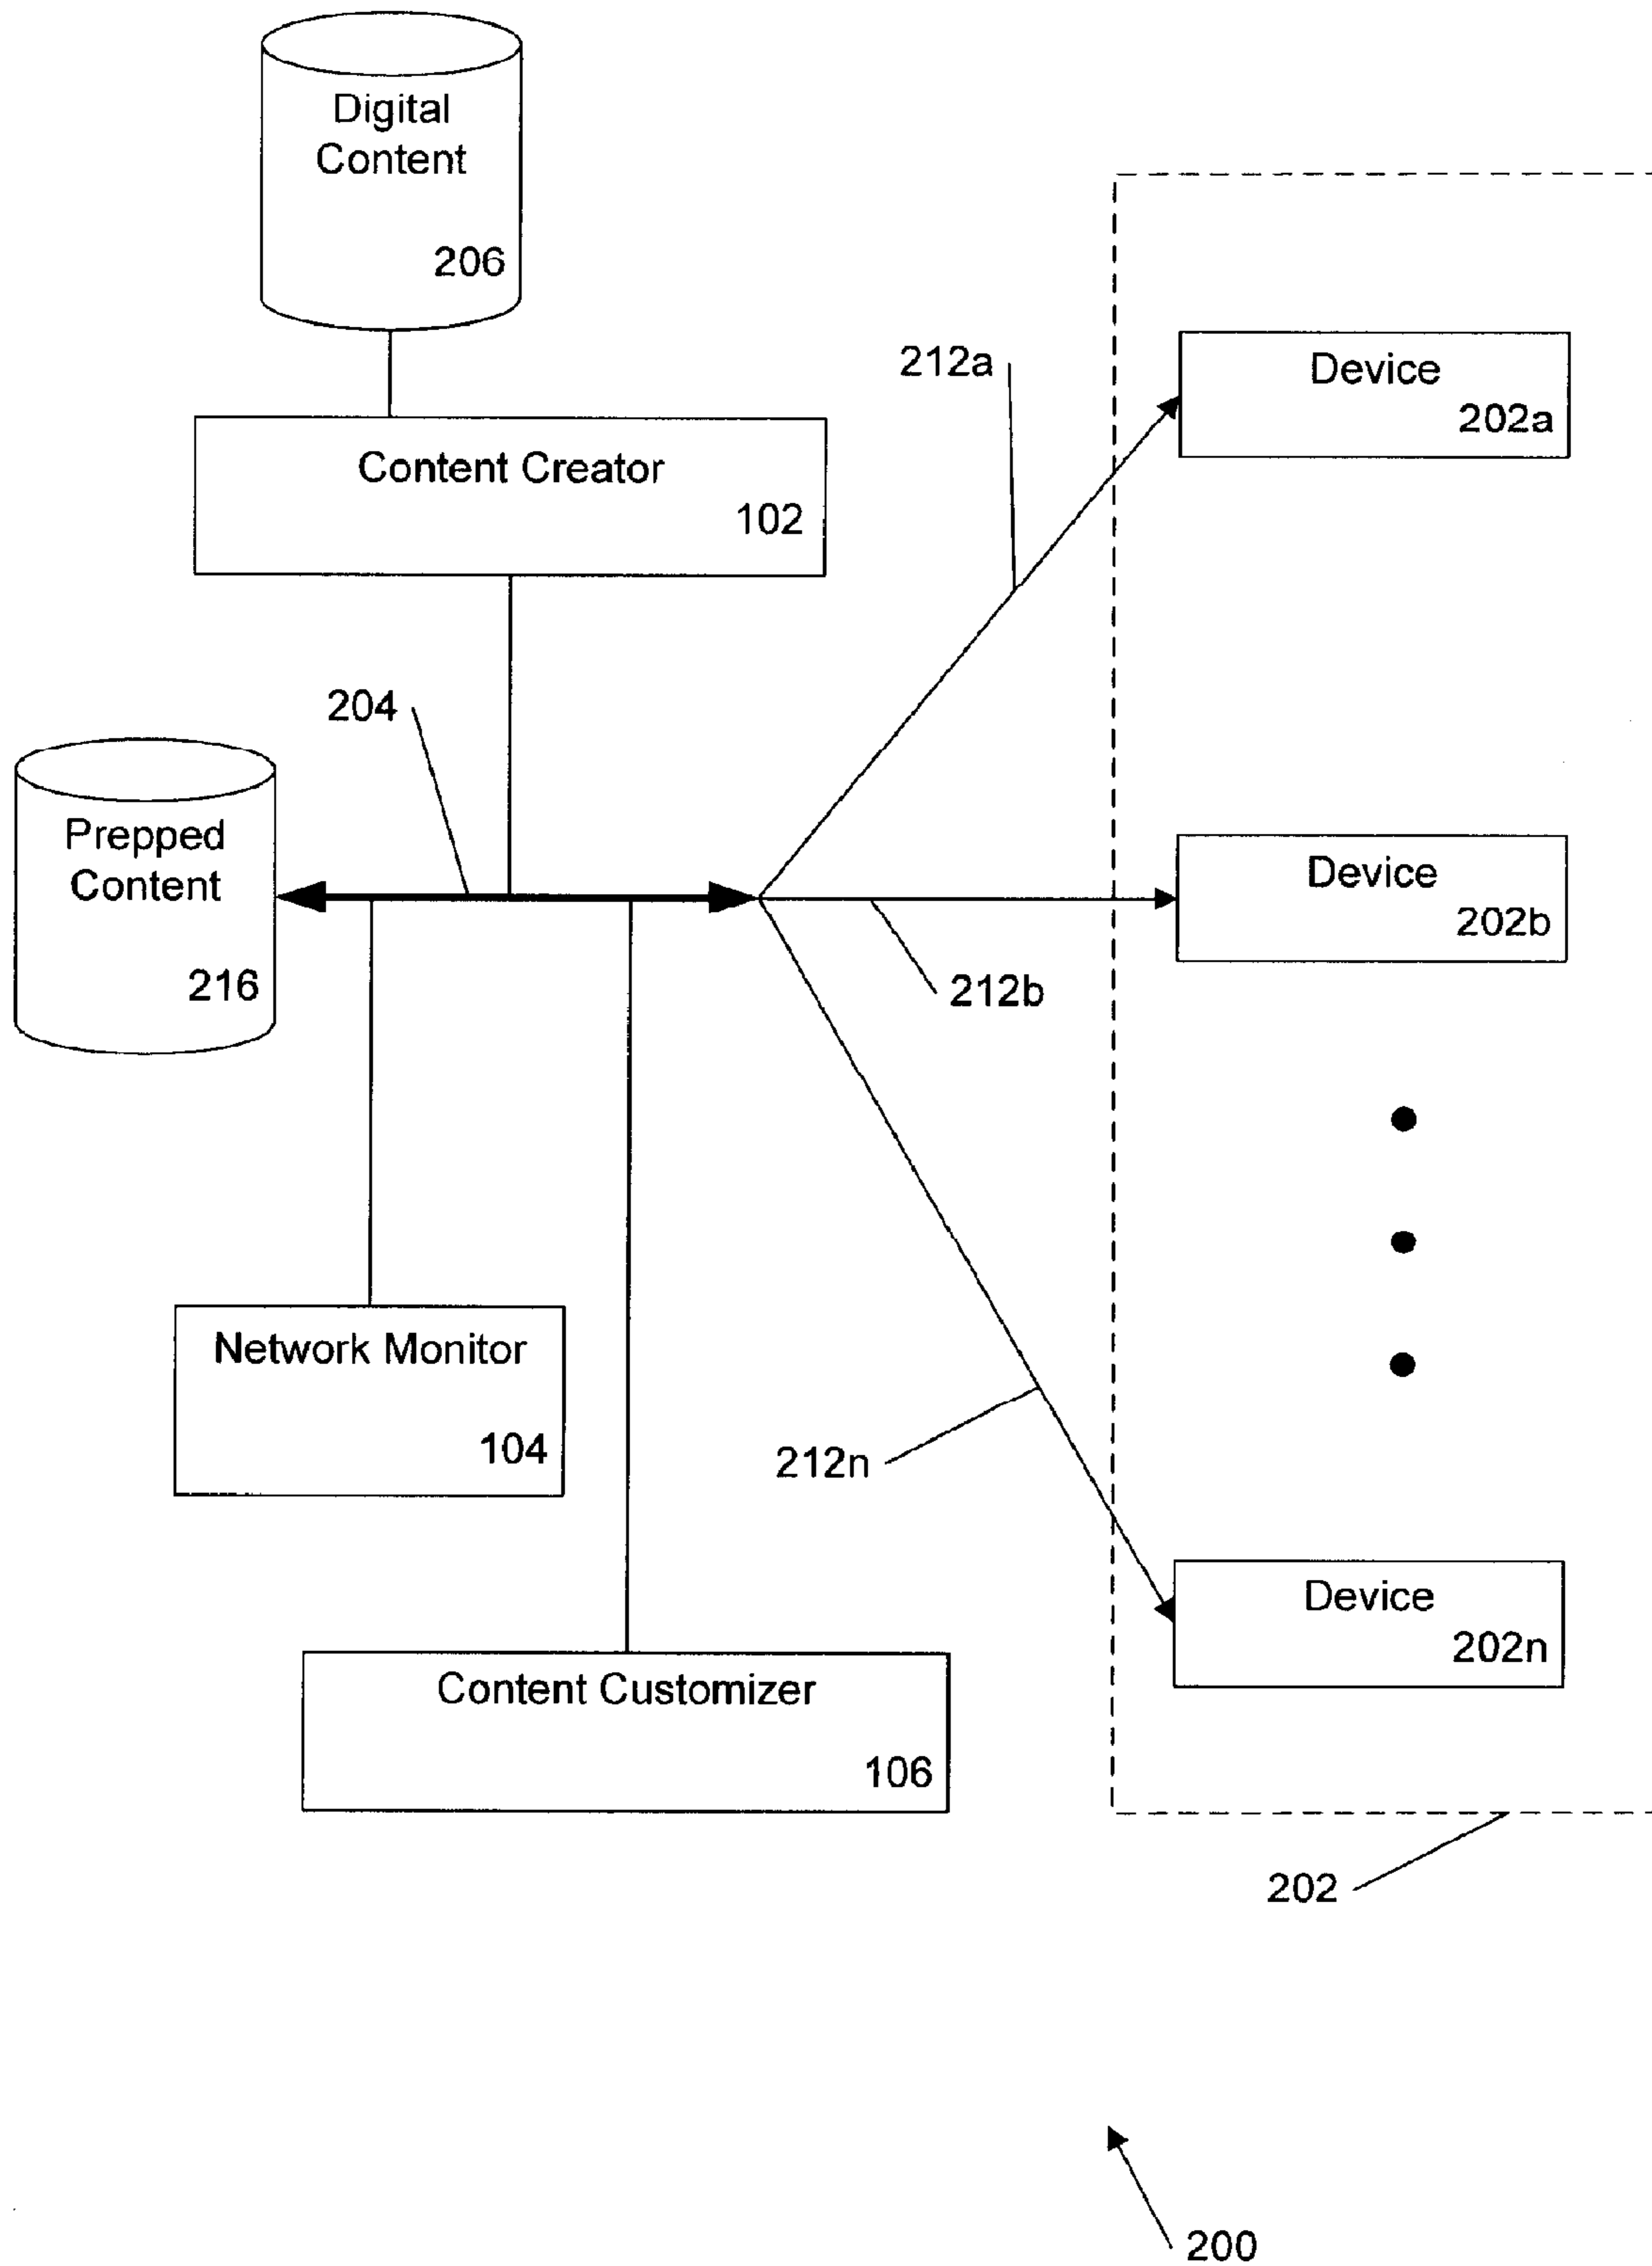 Digital
Content
206
212a
Device
202a
Content Creator
102
204
Prepped
Content
216
Device
202b
212b
Network Monitor
104
212n
Device
202n
Content Customizer
106
202
200